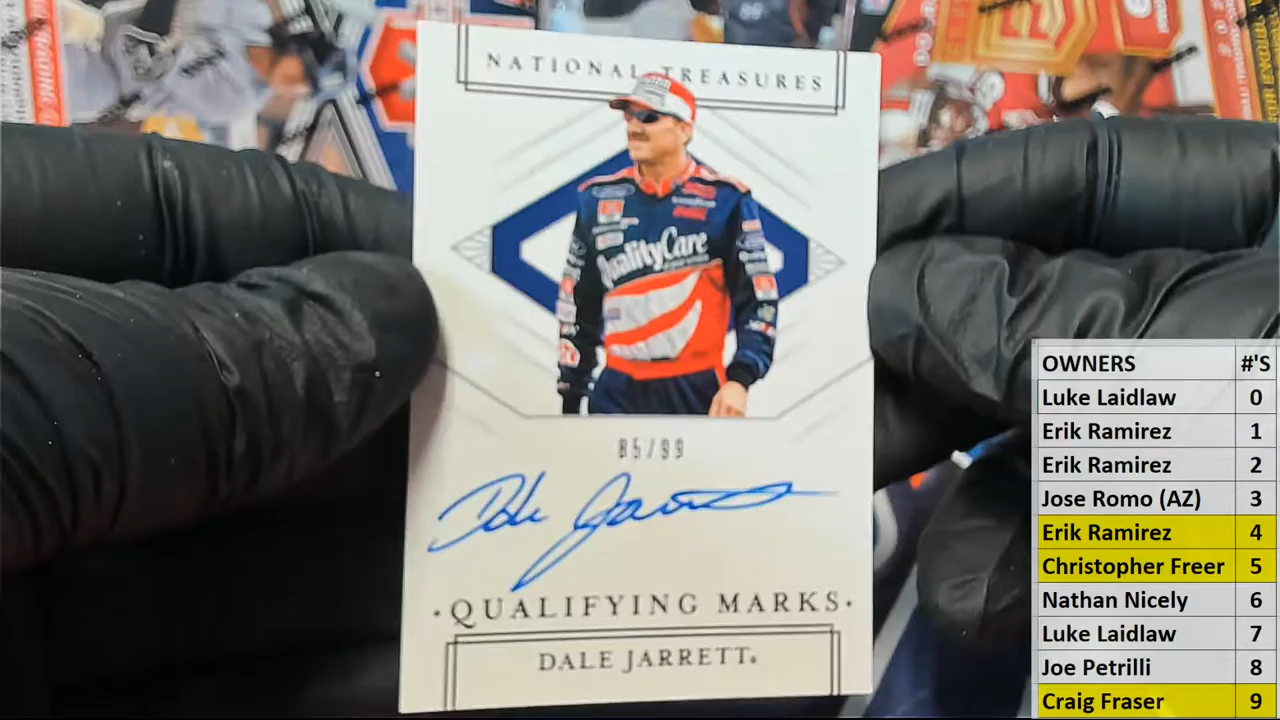 NATIONAL TREASURES
QualityCare
85/99
Dale Jarrett
·QUALIFYING MARKS·
DALE JARRETT.
OWNERS #'S
Luke Laidlaw 0
Erik Ramirez 1
Erik Ramirez 2
Jose Romo (AZ) 3
Erik Ramirez 4
Christopher Freer 5
Nathan Nicely 6
Luke Laidlaw 7
Joe Petrilli 8
Craig Fraser 9